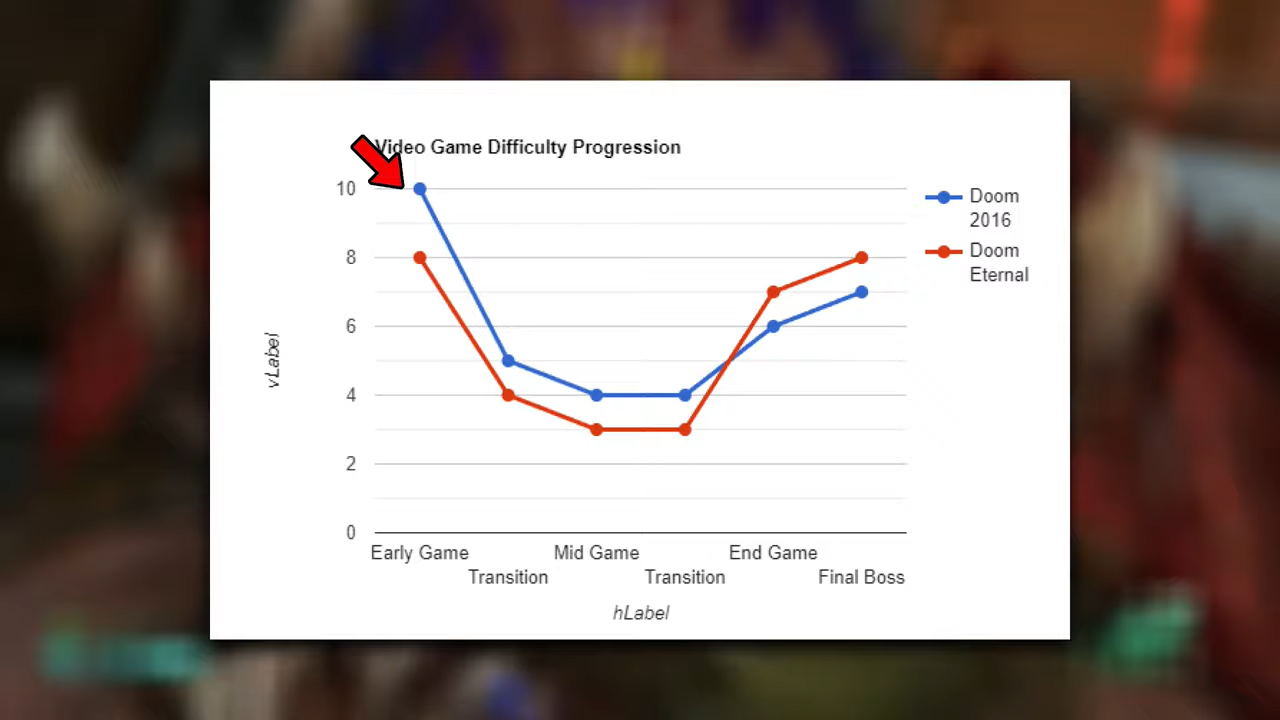 Video Game Difficulty Progression
10
8
6
4
2
0
vLabel
Early Game
Transition
Mid Game
Transition
End Game
Final Boss
hLabel
Doom
2016
Doom
Eternal